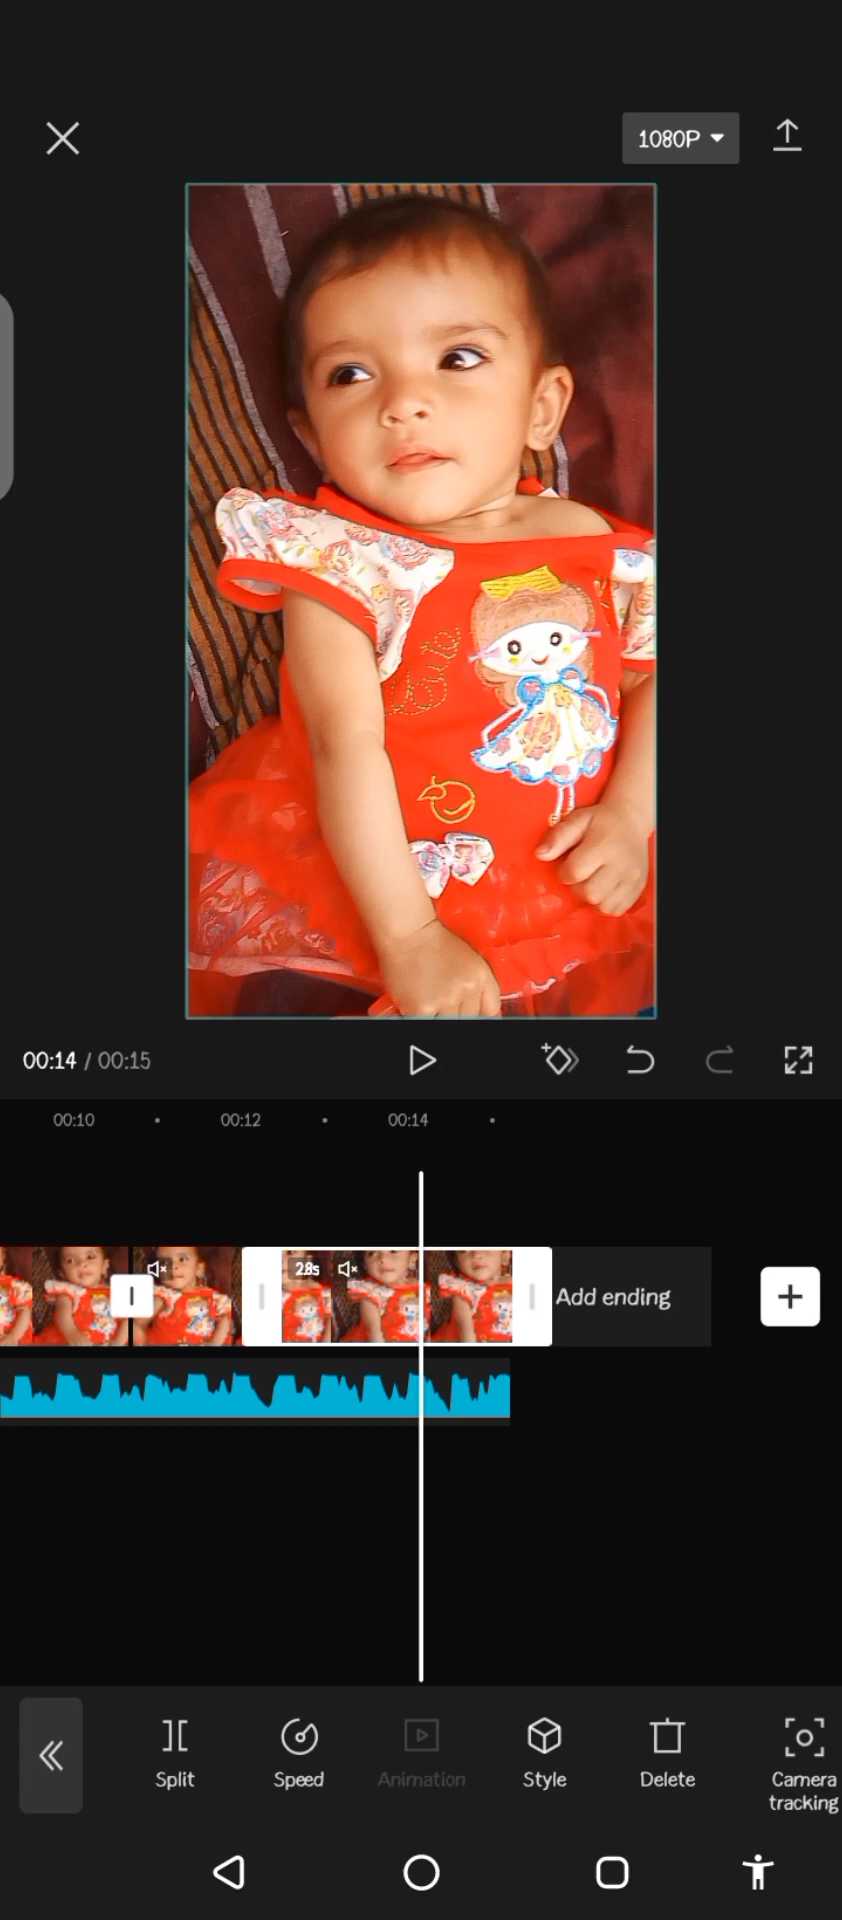 1080P
00:14 / 00:15
00:10
00:12
00:14
2.8s
Add ending
Split
Speed
Animation
Style
Delete
Camera
tracking